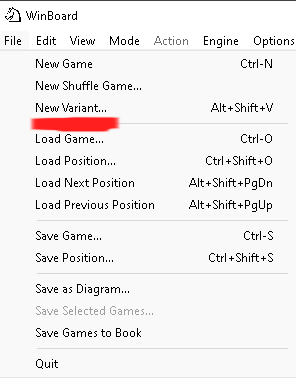 WinBoard
File Edit View Mode Action Engine Options
New Game Ctrl-N
New Shuffle Game...
New Variant... Alt+Shift+V
Load Game... Ctrl-O
Load Position... Ctrl+Shift+O
Load Next Position Alt+Shift+PgDn
Load Previous Position Alt+Shift+PgUp
Save Game... Ctrl-S
Save Position... Ctrl+Shift+S
Save as Diagram...
Save Selected Games...
Save Games to Book
Quit